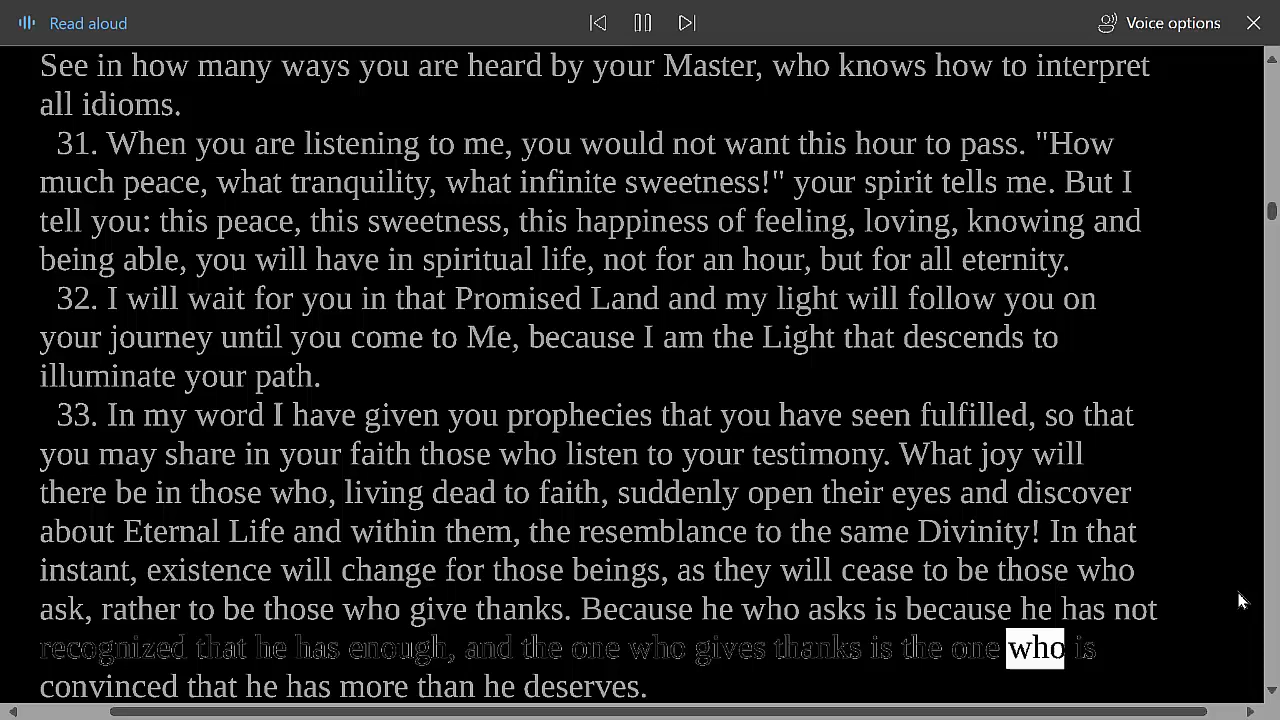 Read aloud
Voice options
See in how many ways you are heard by your Master, who knows how to interpret
all idioms.
31. When you are listening to me, you would not want this hour to pass. "How
much peace, what tranquility, what infinite sweetness!" your spirit tells me. But I
tell you: this peace, this sweetness, this happiness of feeling, loving, knowing and
being able, you will have in spiritual life, not for an hour, but for all eternity.
32. I will wait for you in that Promised Land and my light will follow you on
your journey until you come to Me, because I am the Light that descends to
illuminate your path.
33. In my word I have given you prophecies that you have seen fulfilled, so that
you may share in your faith those who listen to your testimony. What joy will
there be in those who, living dead to faith, suddenly open their eyes and discover
about Eternal Life and within them, the resemblance to the same Divinity! In that
instant, existence will change for those beings, as they will cease to be those who
ask, rather to be those who give thanks. Because he who asks is because he has not
recognized that he has enough, and the one who gives thanks is the one who is
convinced that he has more than he deserves.